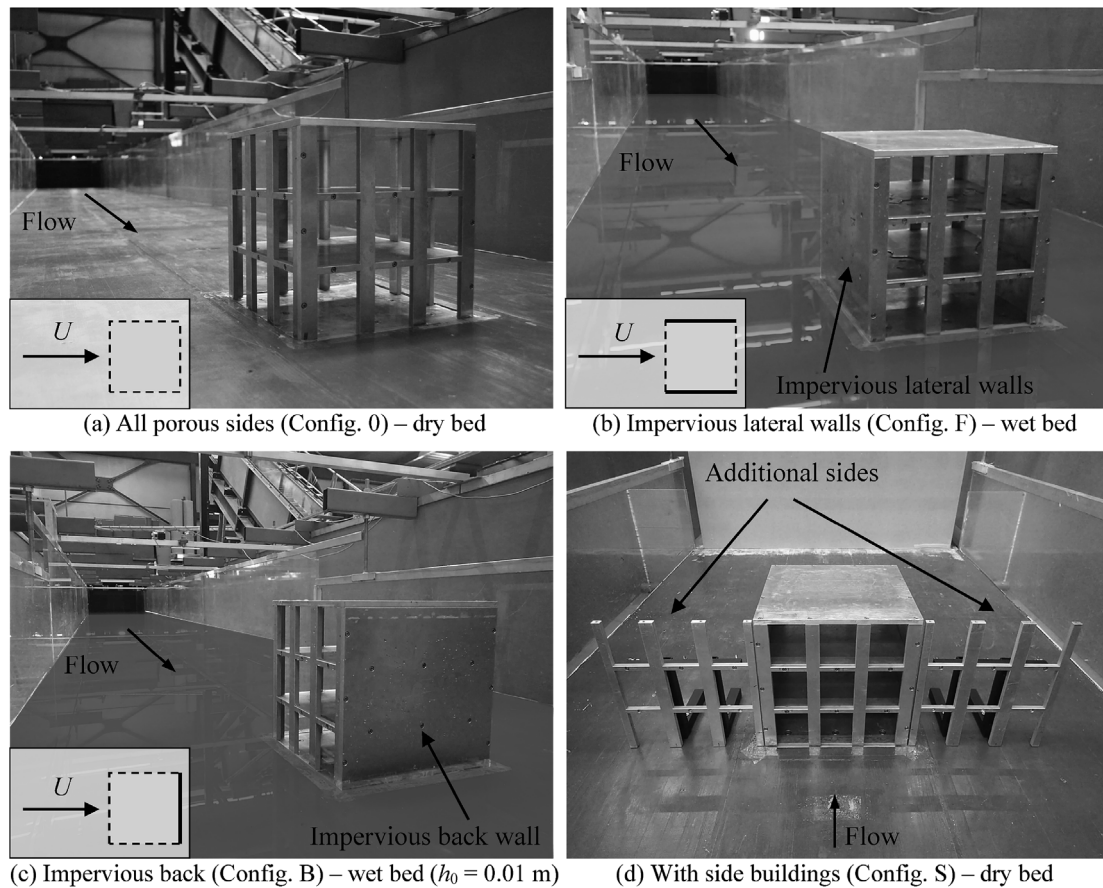 Flow
U
(a) All porous sides (Config. 0) – dry bed
Flow
U
Impervious lateral walls
(b) Impervious lateral walls (Config. F) – wet bed
Flow
U
Impervious back wall
(c) Impervious back (Config. B) – wet bed (h₀ = 0.01 m)
Additional sides
Flow
(d) With side buildings (Config. S) – dry bed